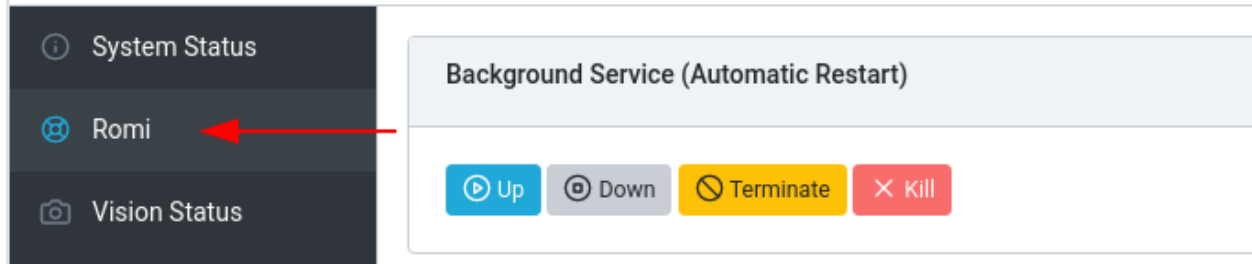 System Status
Background Service (Automatic Restart)
Romi
Up Down Terminate Kill
Vision Status